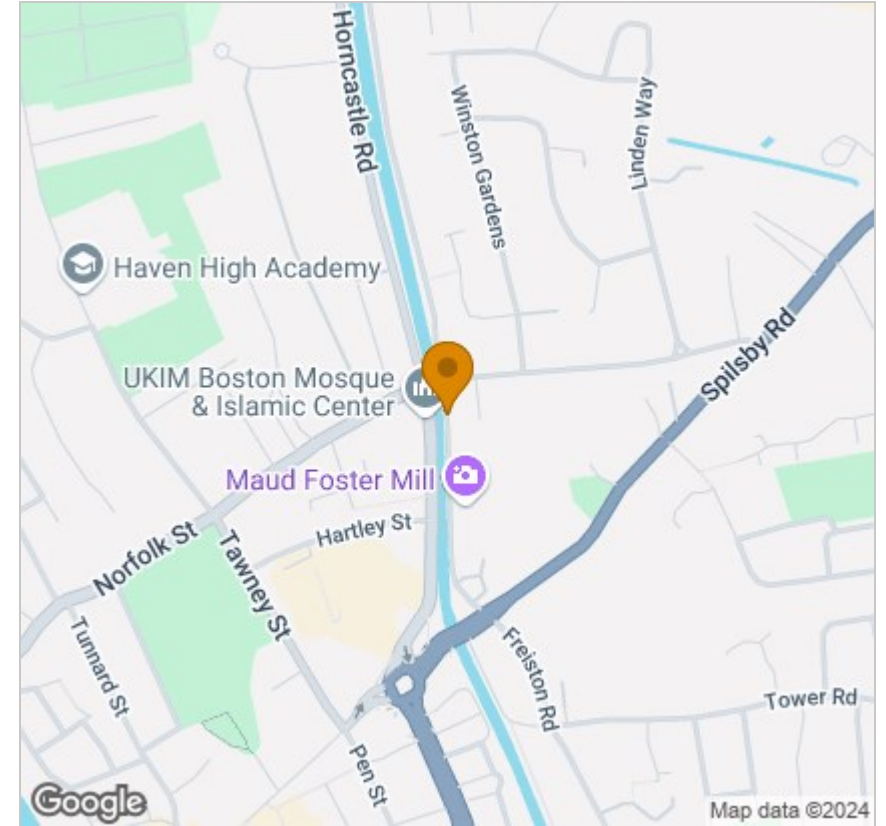 Horncastle Rd
Winston Gardens
Linden Way
Haven High Academy
Spilsby Rd
UKIM Boston Mosque
& Islamic Center
Maud Foster Mill
Hartley St
Norfolk St
Tawney St
Tunnard St
Freiston Rd
Tower Rd
Pen St
Google
Map data ©2024